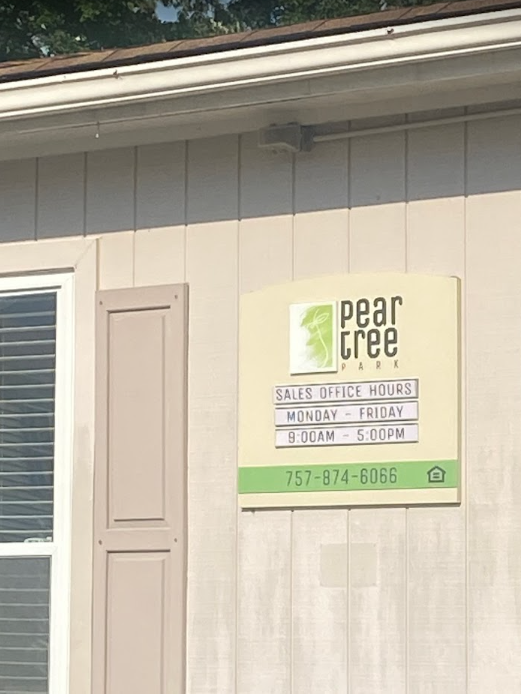 pear
tree
PARK
SALES OFFICE HOURS
MONDAY - FRIDAY
9:00AM - 5:00PM
757-874-6066